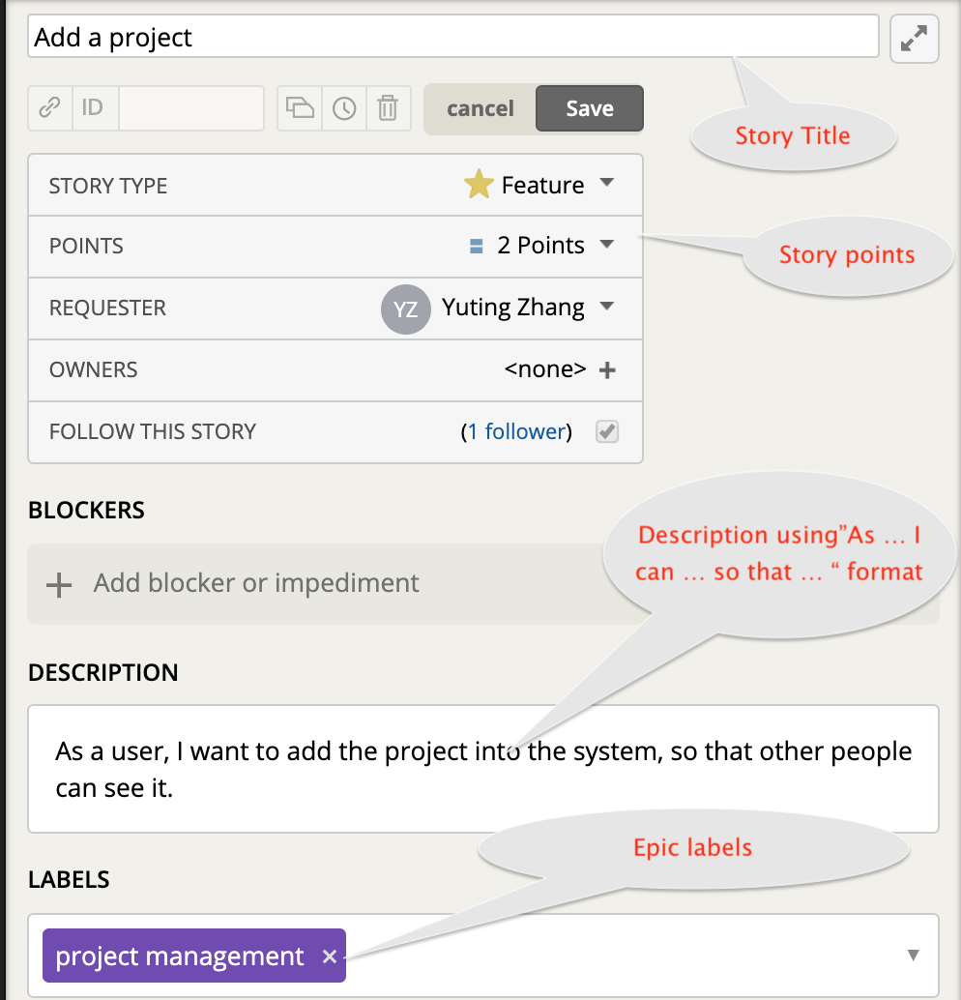 Add a project
ID
cancel
Save
Story Title
STORY TYPE
Feature
POINTS
2 Points
Story points
REQUESTER
YZ
Yuting Zhang
OWNERS
<none>
FOLLOW THIS STORY
(1 follower)
BLOCKERS
Add blocker or impediment
Description using”As ... I
can ... so that ... “ format
DESCRIPTION
As a user, I want to add the project into the system, so that other people
can see it.
Epic labels
LABELS
project management ×